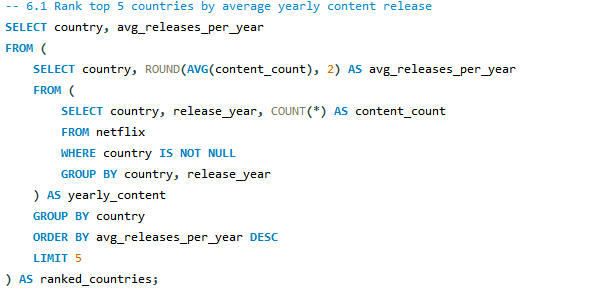 -- 6.1 Rank top 5 countries by average yearly content release
SELECT country, avg_releases_per_year
FROM (
    SELECT country, ROUND(AVG(content_count), 2) AS avg_releases_per_year
    FROM (
        SELECT country, release_year, COUNT(*) AS content_count
        FROM netflix
        WHERE country IS NOT NULL
        GROUP BY country, release_year
    ) AS yearly_content
    GROUP BY country
    ORDER BY avg_releases_per_year DESC
    LIMIT 5
) AS ranked_countries;